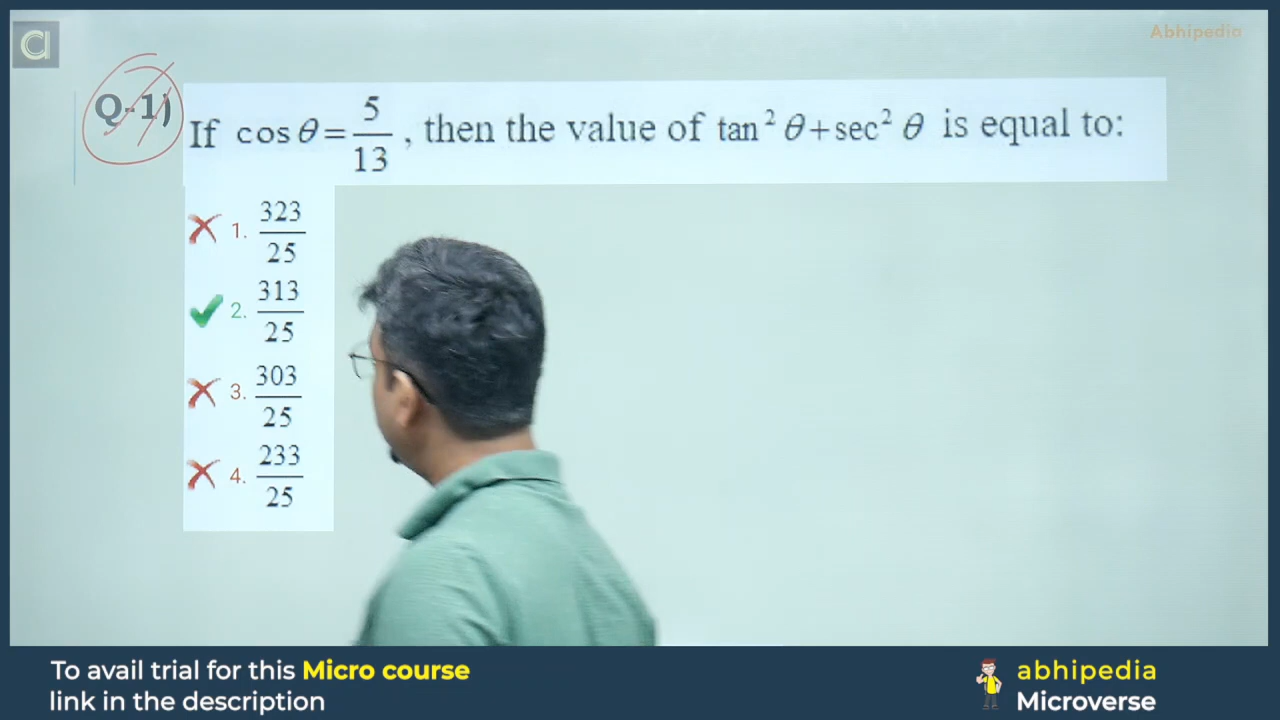 Abhipedia
Q-1) If cos θ = 5/13 , then the value of tan² θ + sec² θ is equal to:
1. 323/25
2. 313/25
3. 303/25
4. 233/25
To avail trial for this Micro course
link in the description
abhipedia
Microverse